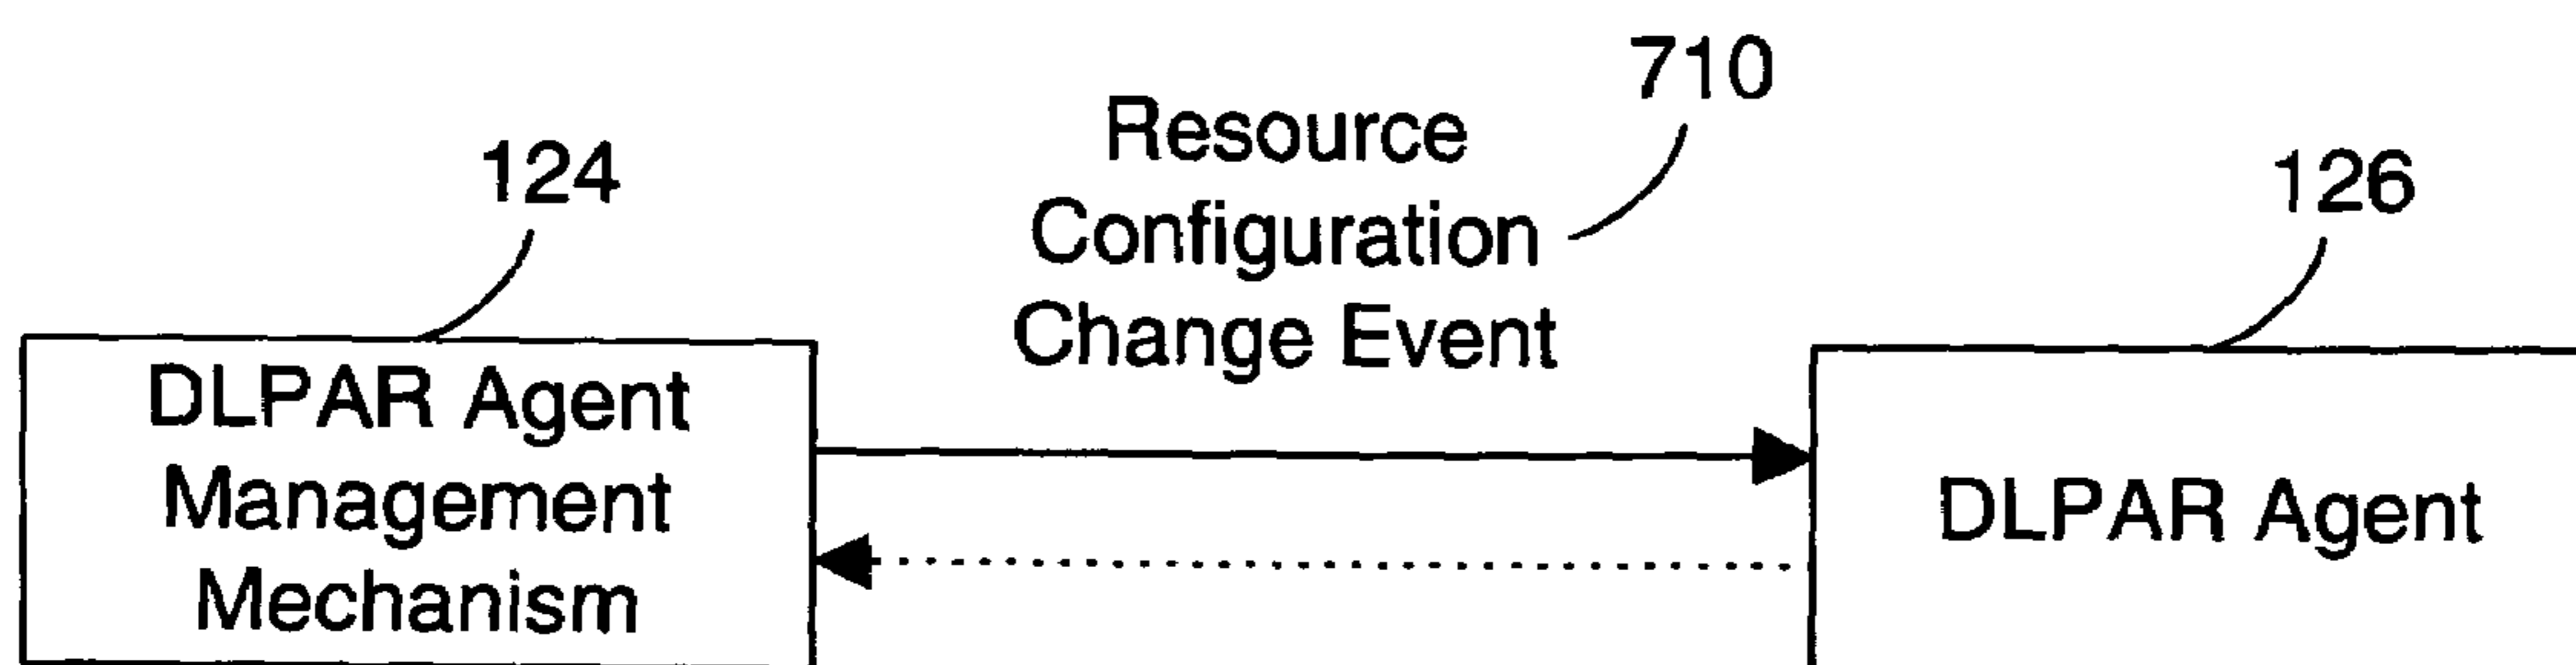 710
Resource
Configuration
Change Event
124
126
DLPAR Agent
Management
Mechanism
DLPAR Agent